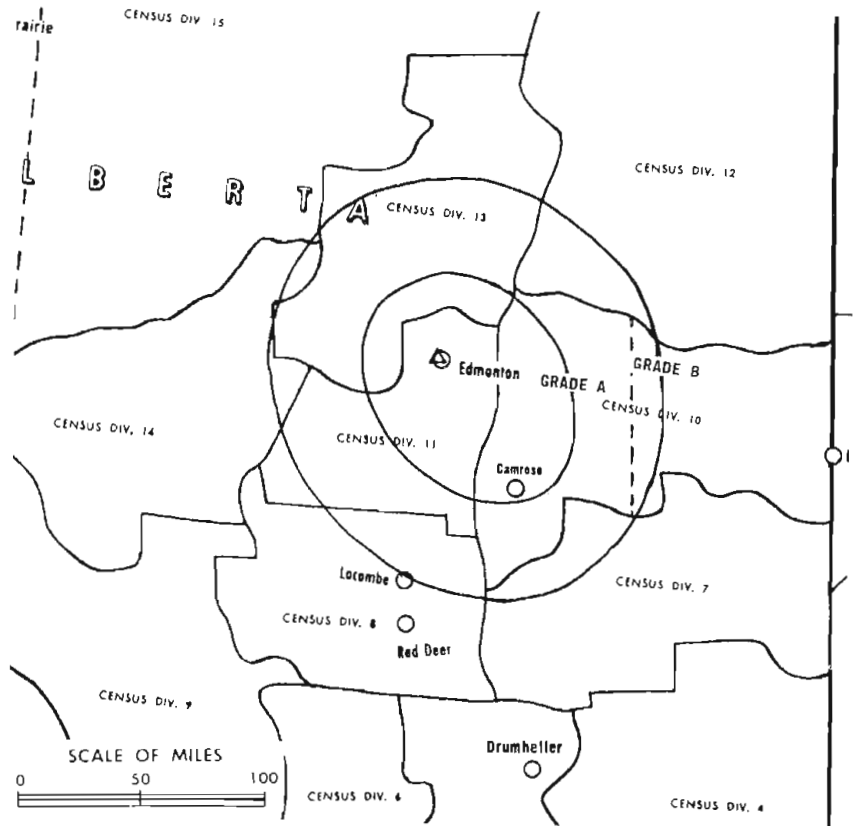 rairie
CENSUS DIV 15
CENSUS DIV. 12
L B E R T A
CENSUS DIV. 13
Edmonton
GRADE A
GRADE B
CENSUS DIV. 10
CENSUS DIV. 14
CENSUS DIV. 11
Camrose
Lacombe
CENSUS DIV. 7
CENSUS DIV. 8
Red Deer
CENSUS DIV. 9
SCALE OF MILES
0 50 100
Drumheller
CENSUS DIV. 6
CENSUS DIV. 4